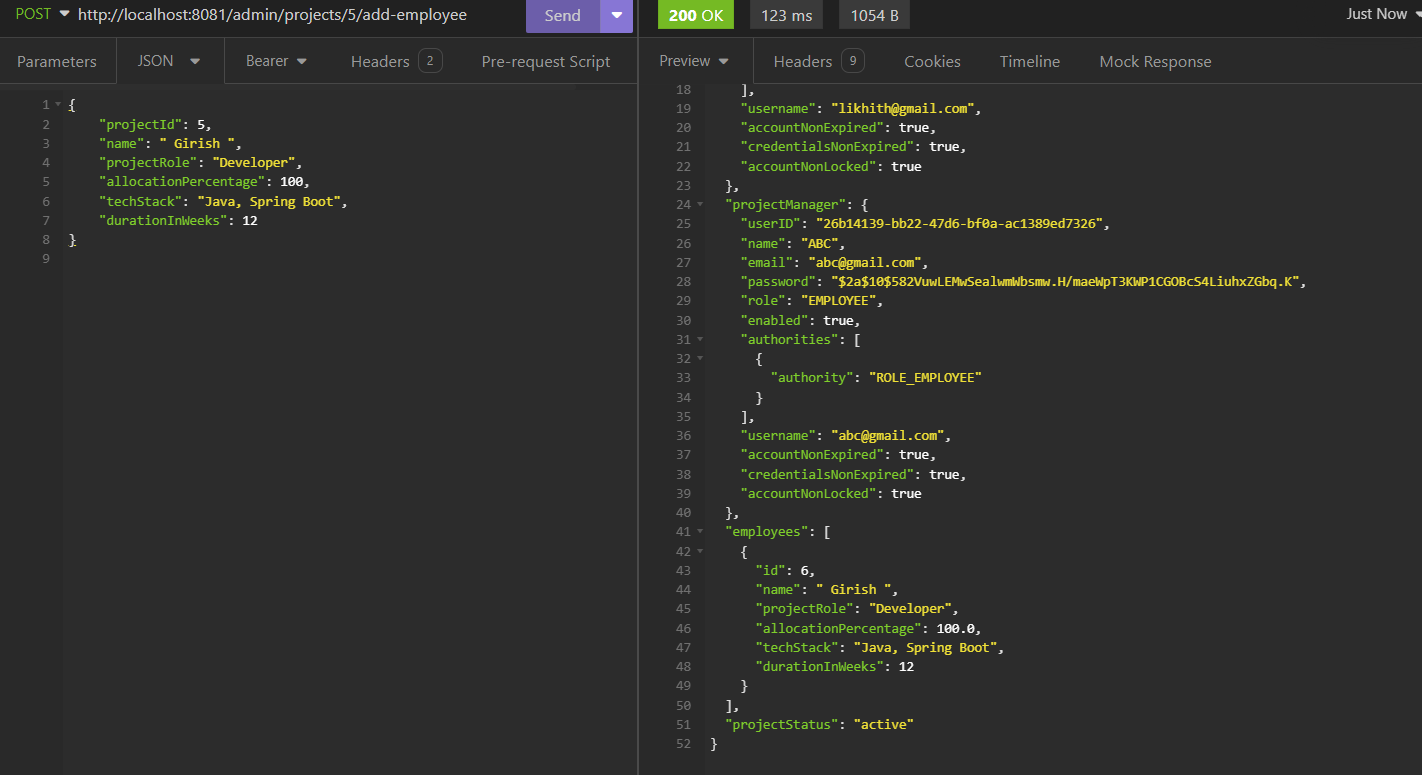 POST http://localhost:8081/admin/projects/5/add-employee Send
200 OK 123 ms 1054 B Just Now
Parameters JSON Bearer Headers 2 Pre-request Script
Preview Headers 9 Cookies Timeline Mock Response
1 {
2 "projectId": 5,
3 "name": " Girish ",
4 "projectRole": "Developer",
5 "allocationPercentage": 100,
6 "techStack": "Java, Spring Boot",
7 "durationInWeeks": 12
8 }
9
18 ],
19 "username": "likhith@gmail.com",
20 "accountNonExpired": true,
21 "credentialsNonExpired": true,
22 "accountNonLocked": true
23 },
24 "projectManager": {
25 "userID": "26b14139-bb22-47d6-bf0a-ac1389ed7326",
26 "name": "ABC",
27 "email": "abc@gmail.com",
28 "password": "$2a$10$582VuwLEMwSealwmWbsmw.H/maeWpT3KWP1CGOBcS4LiuhxZGbq.K",
29 "role": "EMPLOYEE",
30 "enabled": true,
31 "authorities": [
32 {
33 "authority": "ROLE_EMPLOYEE"
34 }
35 ],
36 "username": "abc@gmail.com",
37 "accountNonExpired": true,
38 "credentialsNonExpired": true,
39 "accountNonLocked": true
40 },
41 "employees": [
42 {
43 "id": 6,
44 "name": " Girish ",
45 "projectRole": "Developer",
46 "allocationPercentage": 100.0,
47 "techStack": "Java, Spring Boot",
48 "durationInWeeks": 12
49 }
50 ],
51 "projectStatus": "active"
52 }